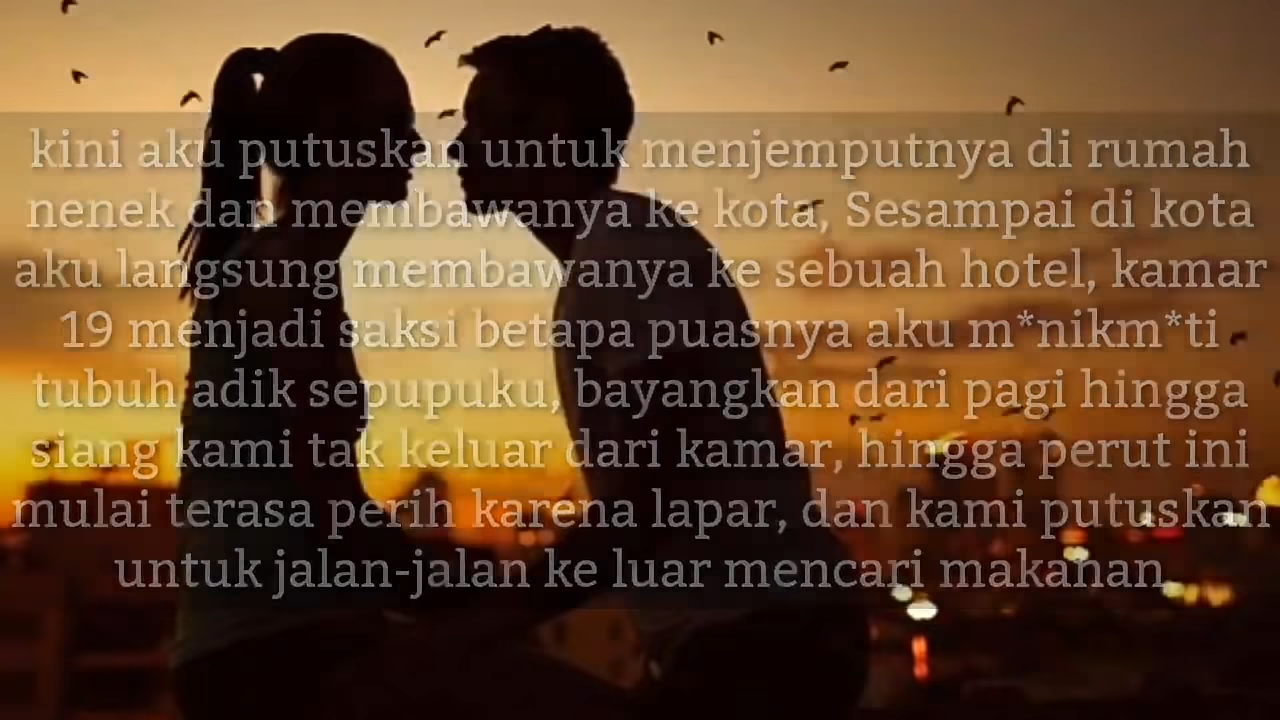 kini aku putuskan untuk menjemputnya di rumah
nenek dan membawanya ke kota, Sesampai di kota
aku langsung membawanya ke sebuah hotel, kamar
19 menjadi saksi betapa puasnya aku m*nikm*ti
tubuh adik sepupuku, bayangkan dari pagi hingga
siang kami tak keluar dari kamar, hingga perut ini
mulai terasa perih karena lapar, dan kami putuskan
untuk jalan-jalan ke luar mencari makanan